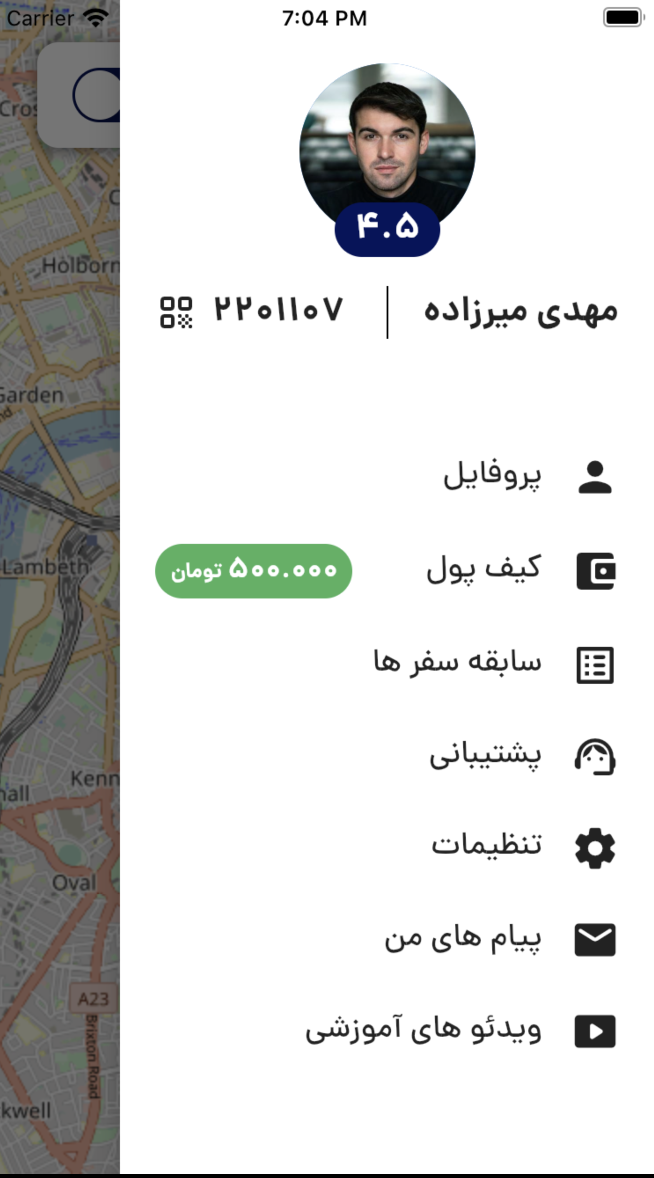 Carrier 7:04 PM
Cros
C
Holborn
۴.۵
مهدی میرزاده
۲۲۰۱۱۰۷
Garden
nd
پروفایل
کیف پول
۵۰۰.۰۰۰ تومان
Lambeth
سابقه سفر ها
پشتیبانی
Kenn
hall
تنظیمات
Oval
پیام های من
A23
ویدئو های آموزشی
Brixton Road
kwell